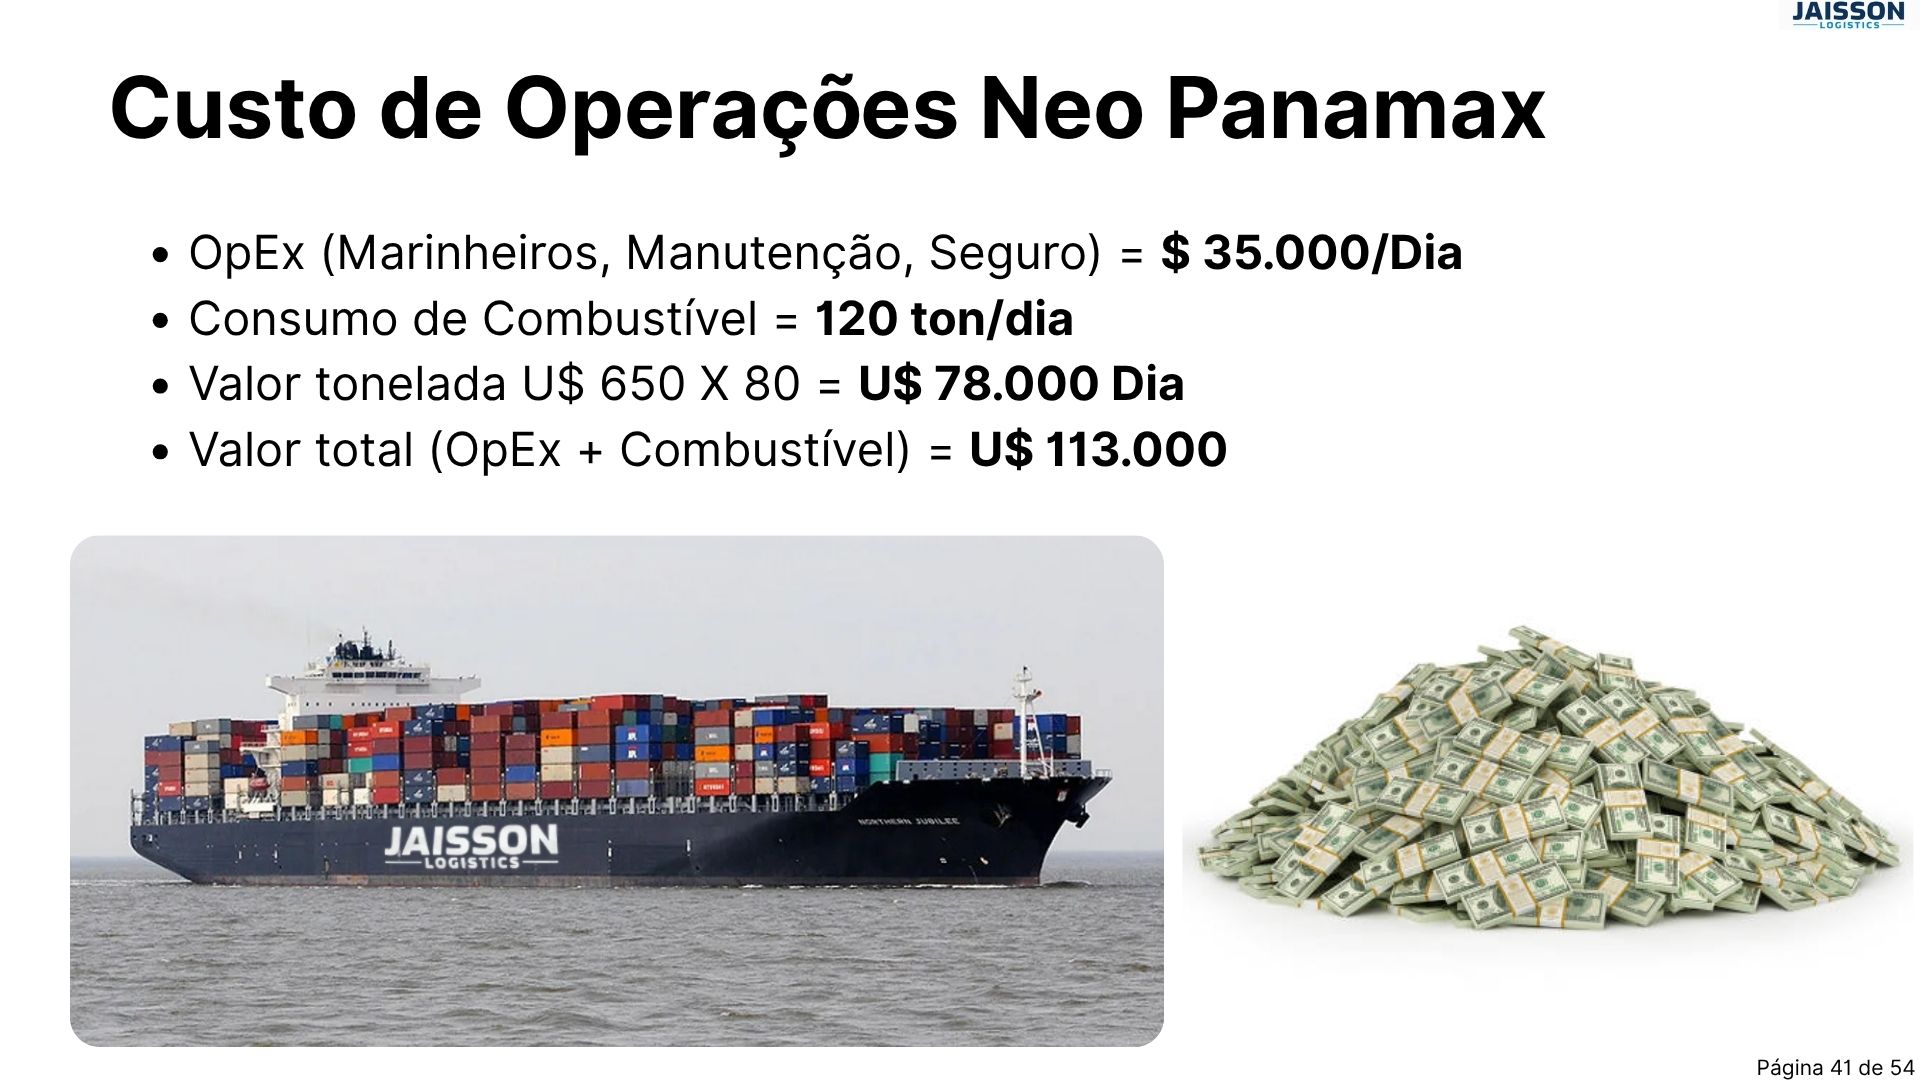 JAISSON
LOGISTICS
Custo de Operações Neo Panamax
• OpEx (Marinheiros, Manutenção, Seguro) = $ 35.000/Dia
• Consumo de Combustível = 120 ton/dia
• Valor tonelada U$ 650 X 80 = U$ 78.000 Dia
• Valor total (OpEx + Combustível) = U$ 113.000
NORTHERN JUBILEE
JAISSON
LOGISTICS
Página 41 de 54